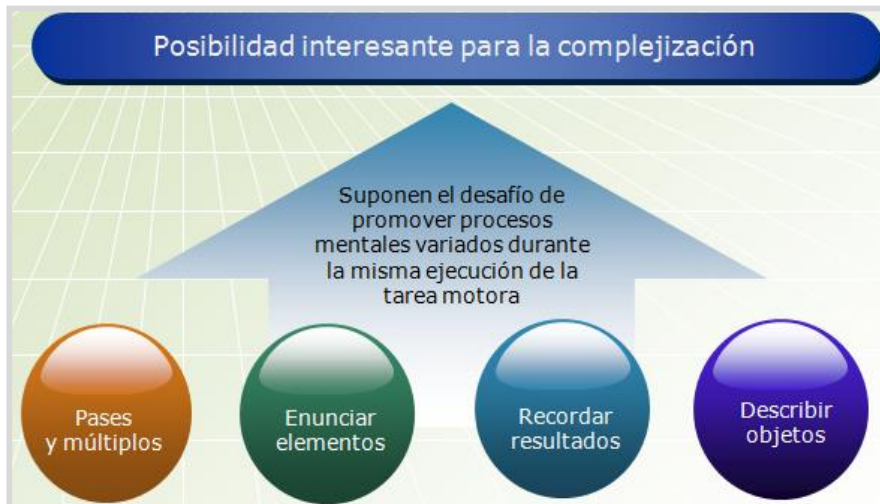 Posibilidad interesante para la complejización
Suponen el desafío de
promover procesos
mentales variados durante
la misma ejecución de la
tarea motora
Pases
y múltiplos
Enunciar
elementos
Recordar
resultados
Describir
objetos